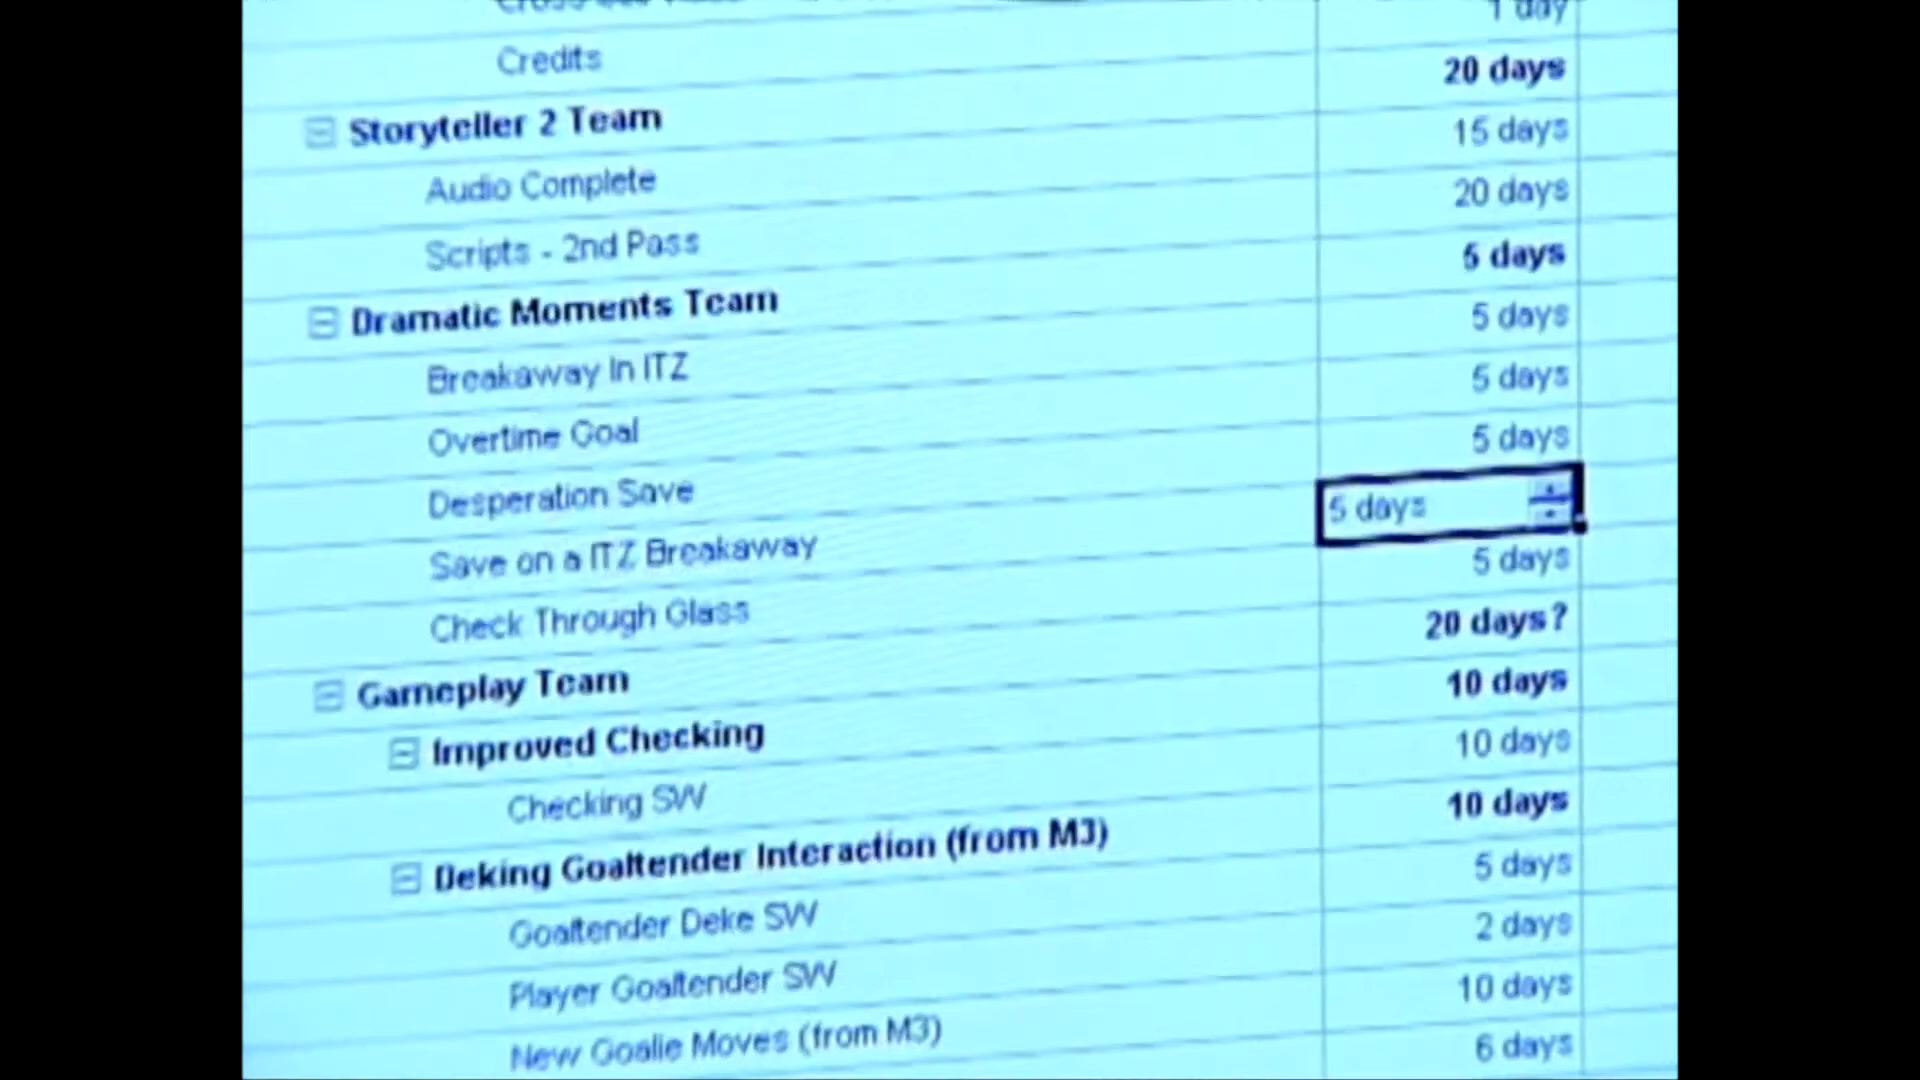 Credits 1 day
Storyteller 2 Team 20 days
Audio Complete 15 days
Scripts - 2nd Pass 20 days
Dramatic Moments Team 5 days
Breakaway In ITZ 5 days
Overtime Goal 5 days
Desperation Save 5 days
Save on a ITZ Breakaway 5 days
Check Through Glass 5 days
Gameplay Team 20 days?
Improved Checking 10 days
Checking SW 10 days
Deking Goaltender Interaction (from M3) 10 days
Goaltender Deke SW 5 days
Player Goaltender SW 2 days
New Goalie Moves (from M3) 10 days
6 days